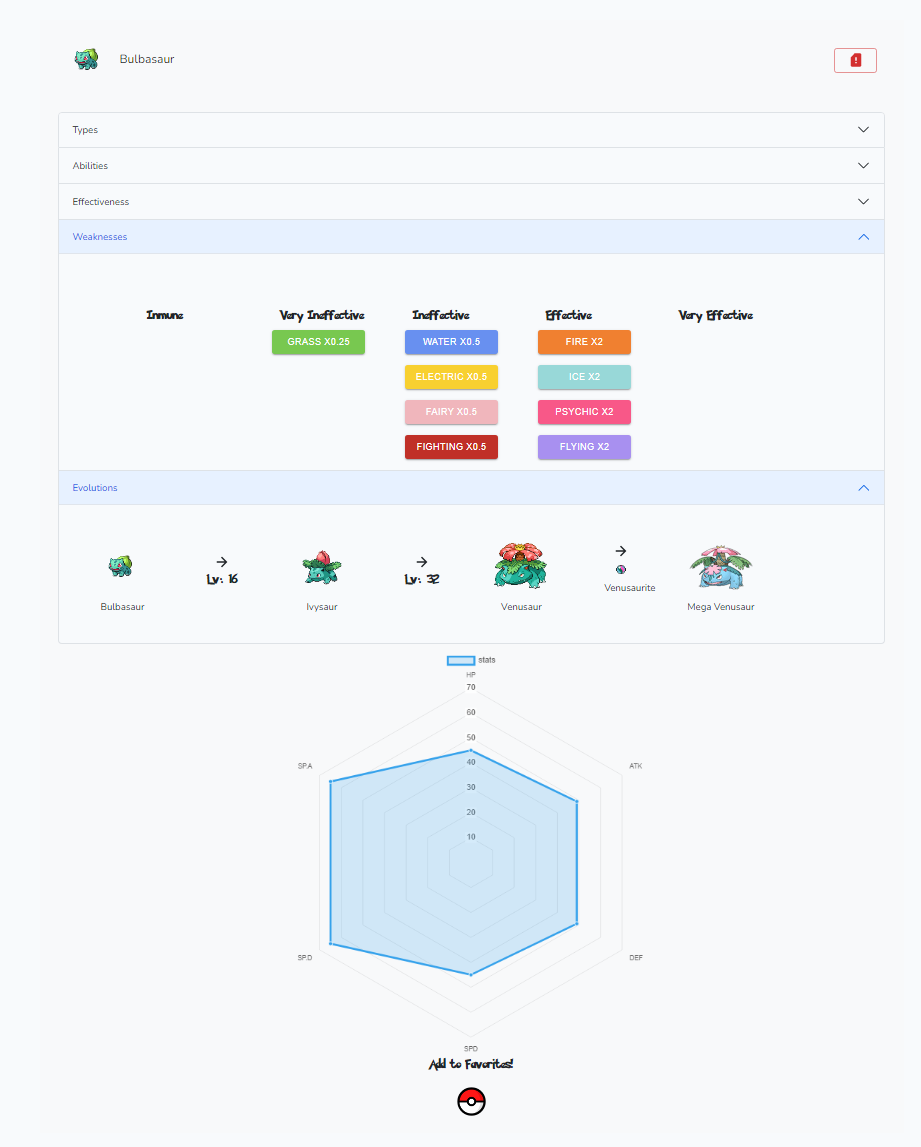 Bulbasaur
Types
Abilities
Effectiveness
Weaknesses
Inmune Very Ineffective Ineffective Effective Very Effective
GRASS X0.25 WATER X0.5 FIRE X2
ELECTRIC X0.5 ICE X2
FAIRY X0.5 PSYCHIC X2
FIGHTING X0.5 FLYING X2
Evolutions
Lv: 16 Lv: 32
Venusaurite
Bulbasaur Ivysaur Venusaur Mega Venusaur
stats
HP
70
60
50
SP.A ATK
40
30
20
10
SP.D DEF
SPD
Add to Favorites!